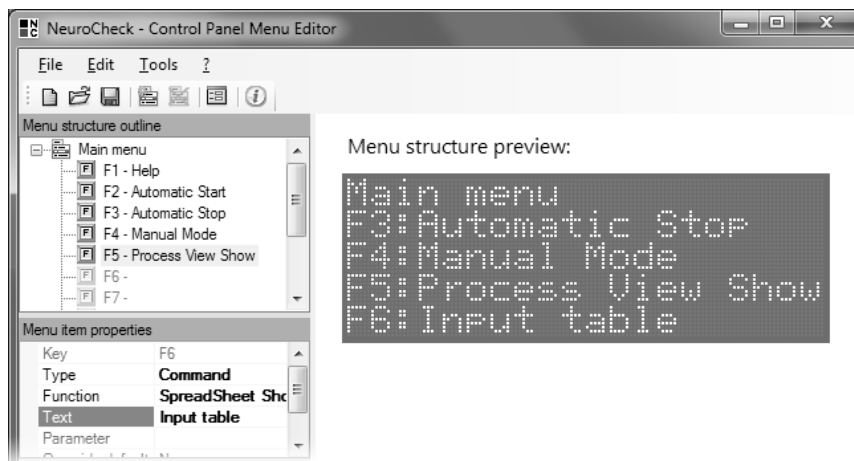 NeuroCheck - Control Panel Menu Editor
File Edit Tools ?
Menu structure outline
Main menu
F1 - Help
F2 - Automatic Start
F3 - Automatic Stop
F4 - Manual Mode
F5 - Process View Show
F6 -
F7 -
Menu item properties
Key F6
Type Command
Function SpreadSheet Sho
Text Input table
Parameter
Menu structure preview:
Main menu
F3:Automatic Stop
F4:Manual Mode
F5:Process View Show
F6:Input table